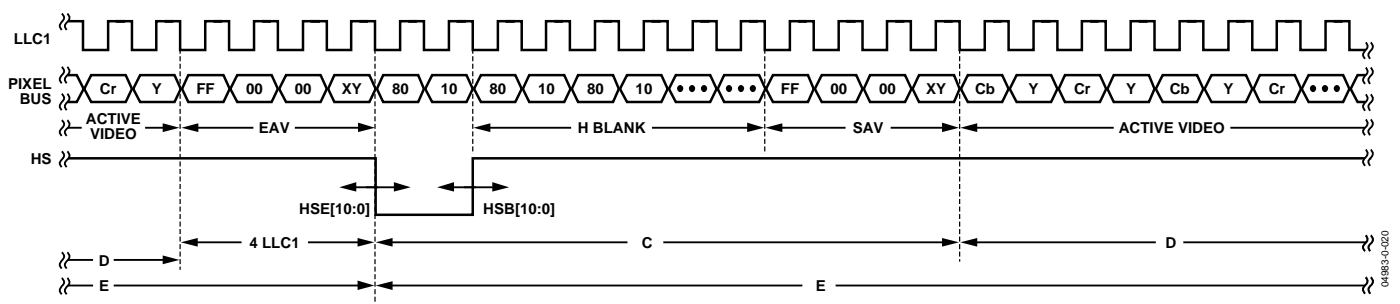 LLC1
PIXEL BUS Cr Y FF 00 00 XY 80 10 80 10 80 10 ••• ••• FF 00 00 XY Cb Y Cr Y Cb Y Cr •••
ACTIVE VIDEO EAV H BLANK SAV ACTIVE VIDEO
HS
HSE[10:0] HSB[10:0]
4 LLC1 C D
D
E E
04983-0-020